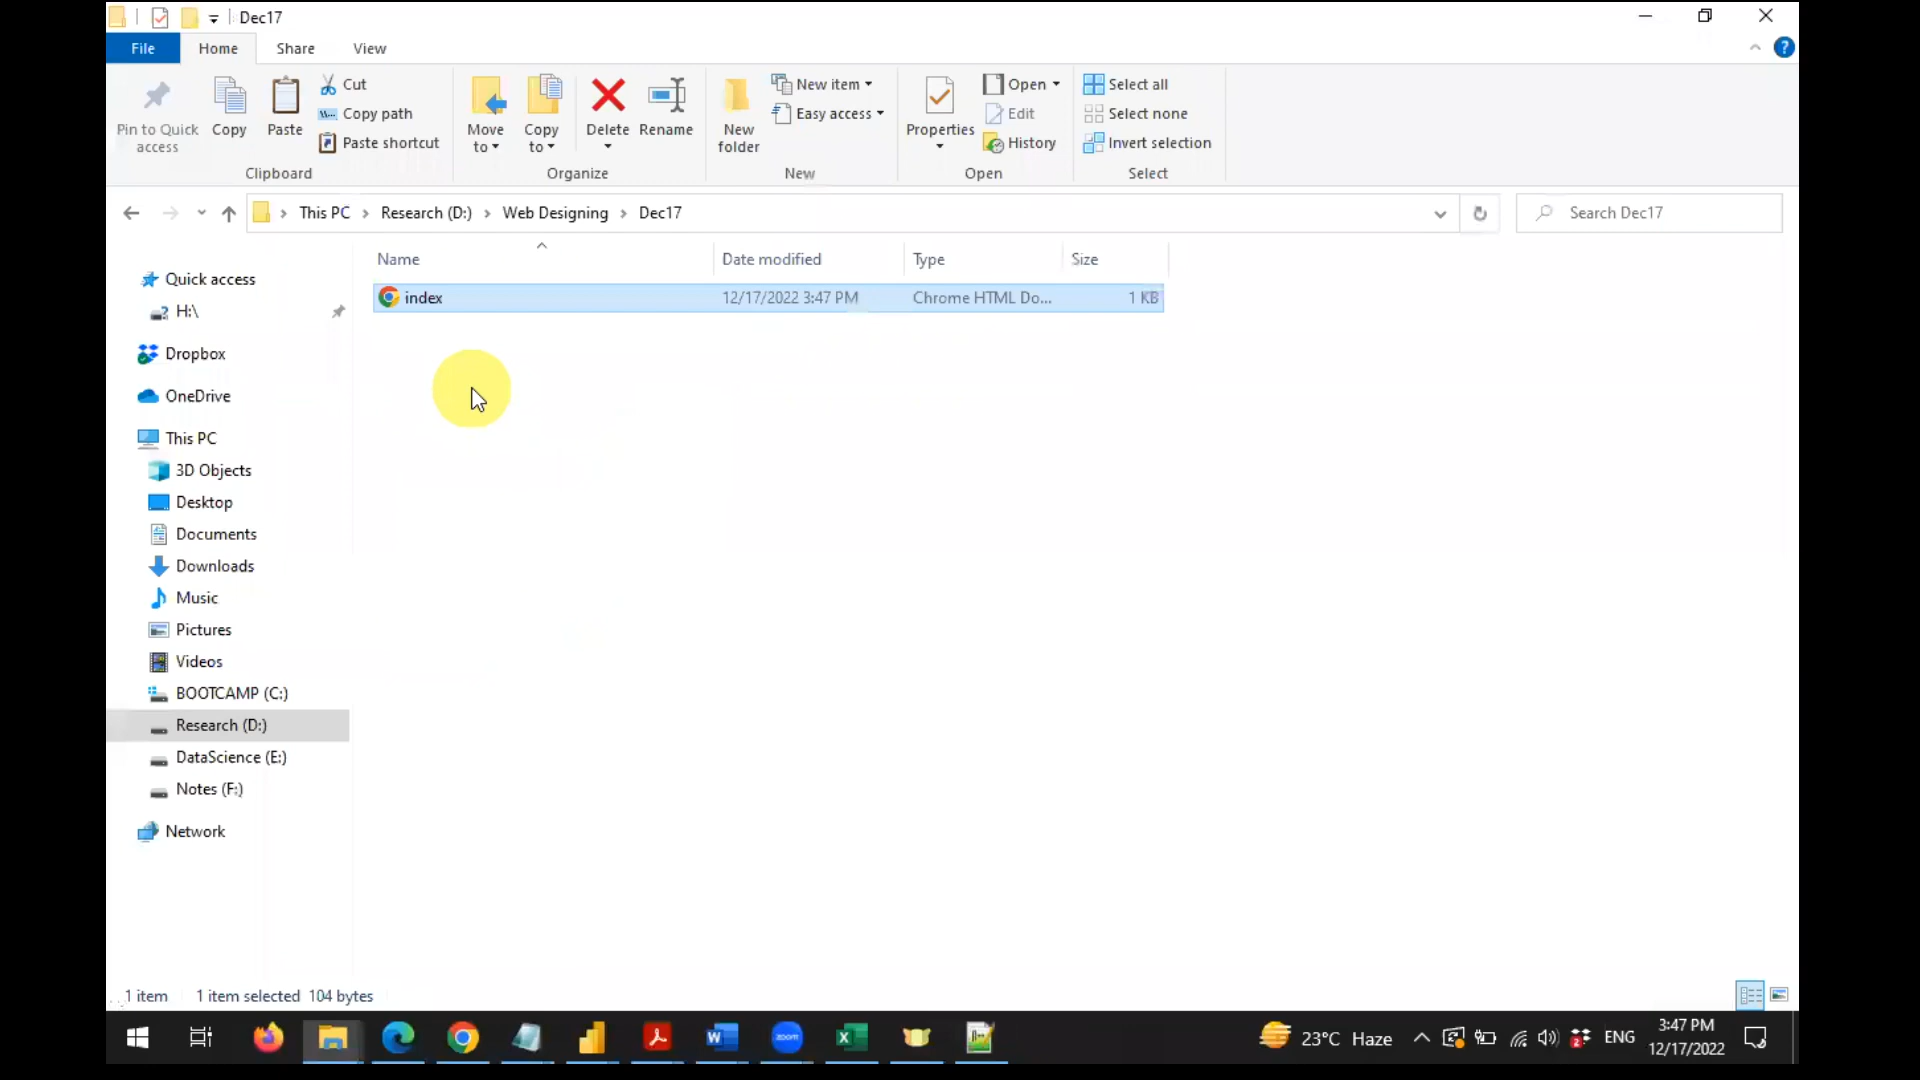 Dec17
File Home Share View
Pin to Quick access
Copy
Paste
Cut
Copy path
Paste shortcut
Clipboard
Move to
Copy to
Delete
Rename
Organize
New folder
New item
Easy access
New
Properties
Open
Edit
History
Open
Select all
Select none
Invert selection
Select
This PC > Research (D:) > Web Designing > Dec17
Search Dec17
Name Date modified Type Size
index 12/17/2022 3:47 PM Chrome HTML Do... 1 KB
Quick access
H:\
Dropbox
OneDrive
This PC
3D Objects
Desktop
Documents
Downloads
Music
Pictures
Videos
BOOTCAMP (C:)
Research (D:)
DataScience (E:)
Notes (F:)
Network
1 item 1 item selected 104 bytes
zoom
23°C Haze
2
ENG
3:47 PM
12/17/2022